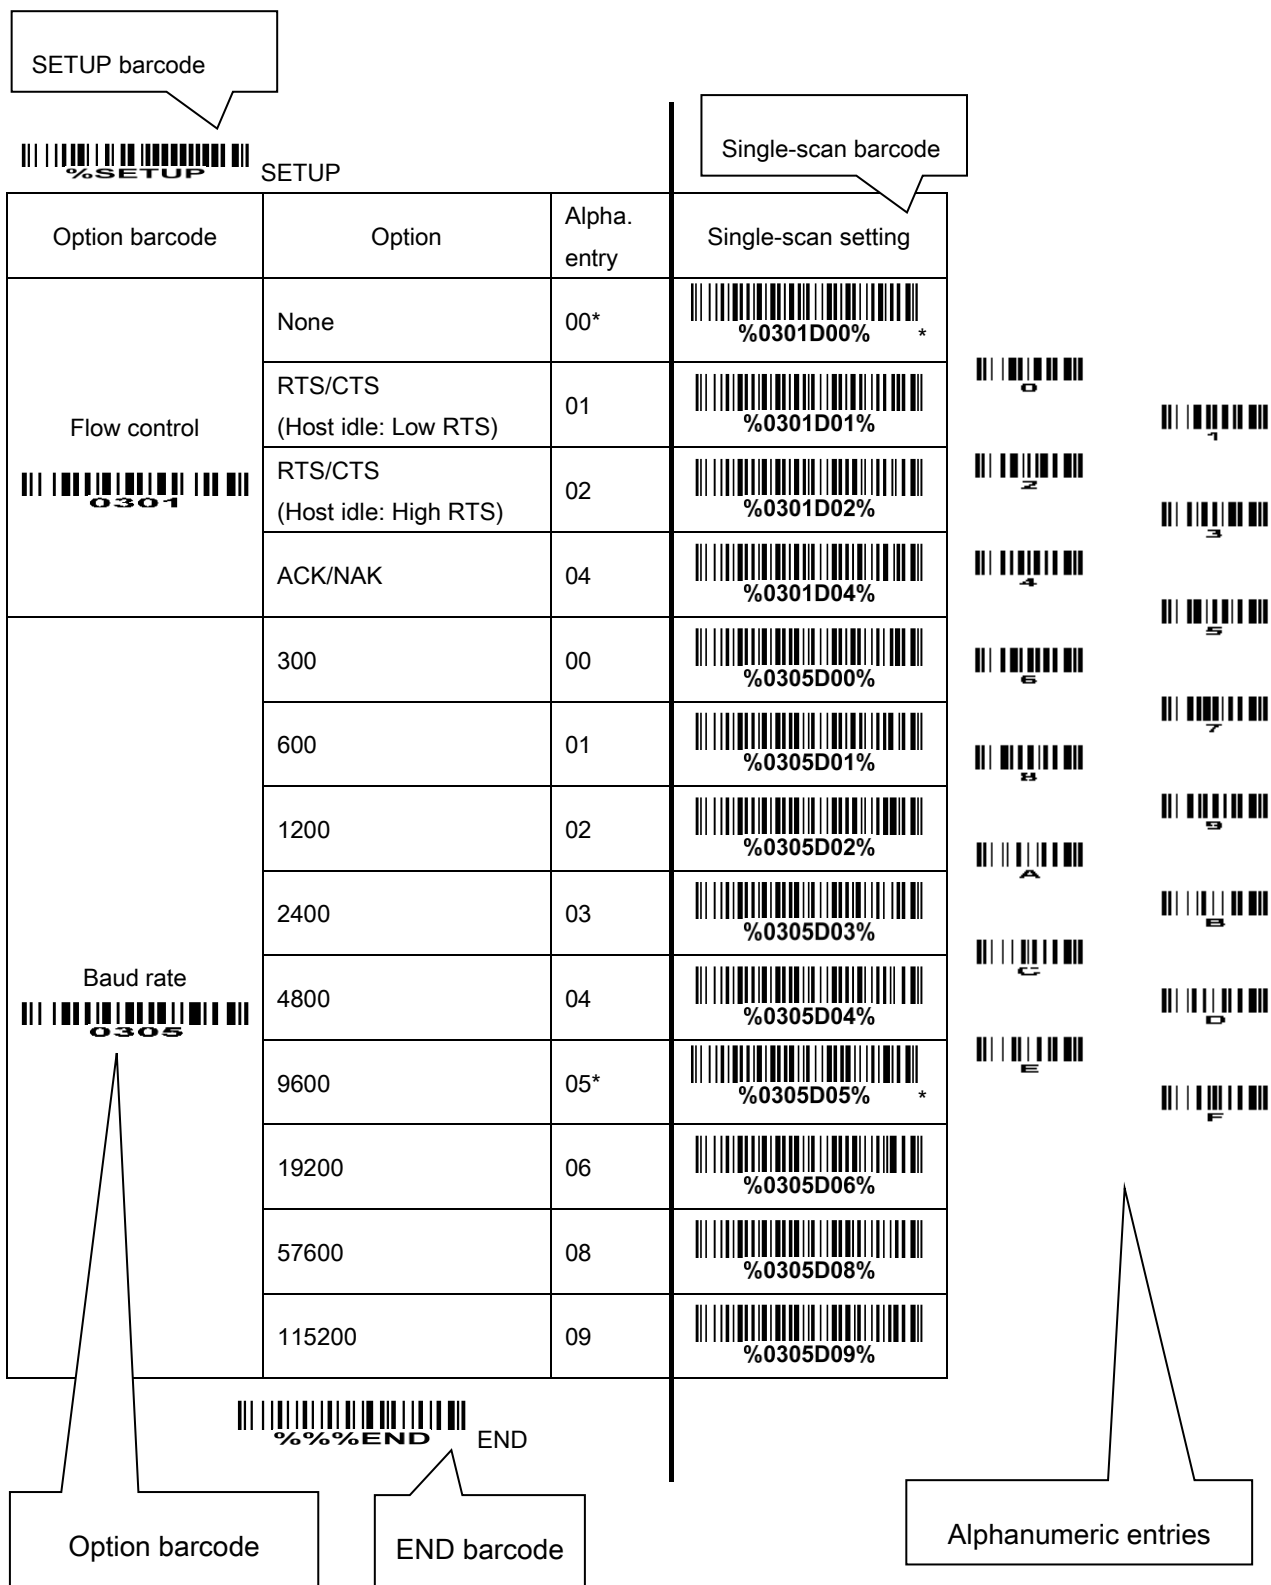 SETUP barcode
Single-scan barcode
%SETUP
SETUP
Option barcode
Option
Alpha.
entry
Single-scan setting
Flow control
0301
None
00*
%0301D00% *
RTS/CTS
(Host idle: Low RTS)
01
%0301D01%
RTS/CTS
(Host idle: High RTS)
02
%0301D02%
ACK/NAK
04
%0301D04%
Baud rate
0305
300
00
%0305D00%
600
01
%0305D01%
1200
02
%0305D02%
2400
03
%0305D03%
4800
04
%0305D04%
9600
05*
%0305D05% *
19200
06
%0305D06%
57600
08
%0305D08%
115200
09
%0305D09%
0
1
2
3
4
5
6
7
8
9
A
B
C
D
E
F
%%%END
END
Option barcode
END barcode
Alphanumeric entries